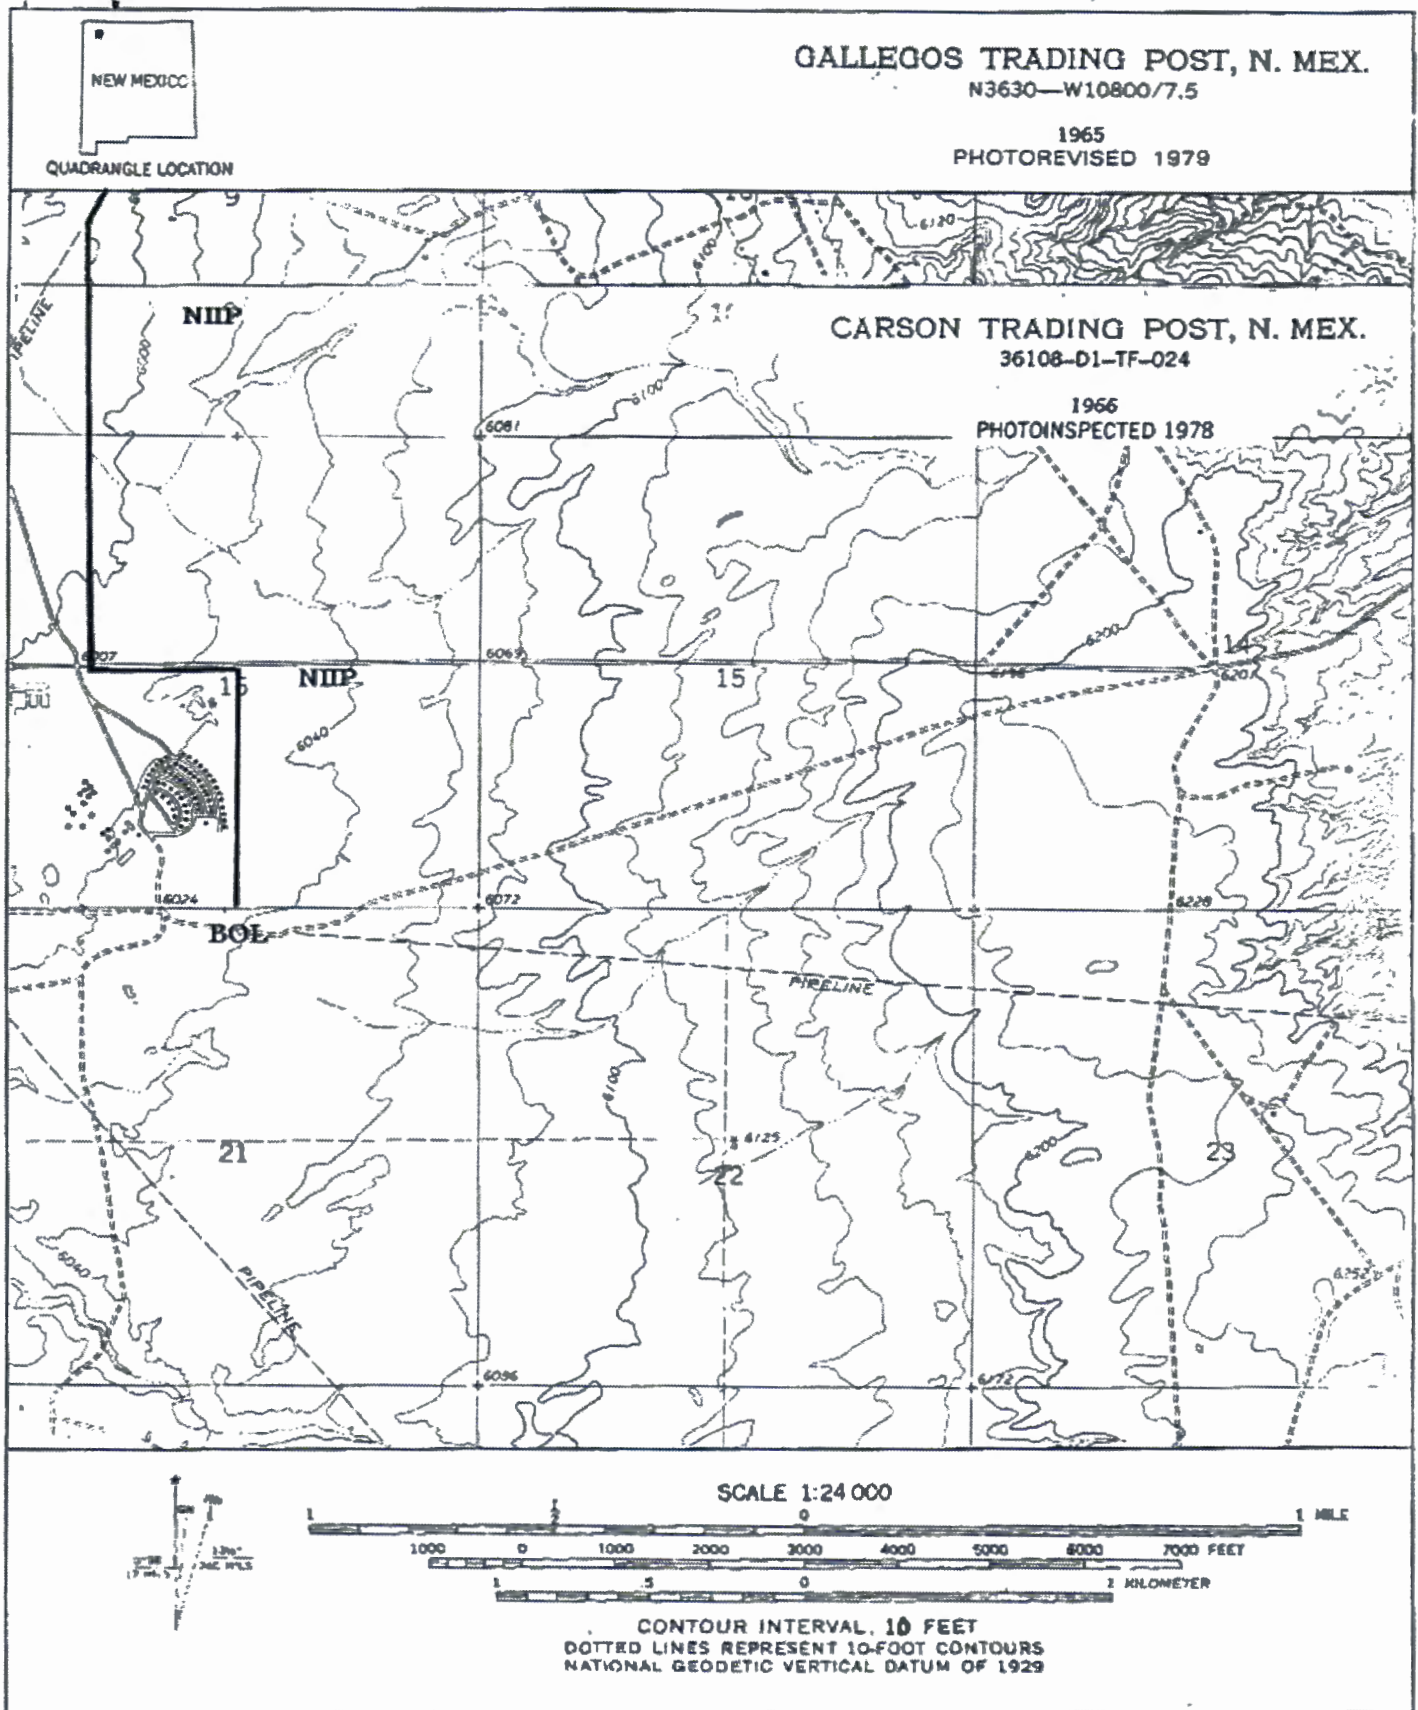 NEW MEXICO
QUADRANGLE LOCATION
GALLEGOS TRADING POST, N. MEX.
N3630—W10800/7.5
1965
PHOTOREVISED 1979
9
6120
6100
NIIP
6000
CARSON TRADING POST, N. MEX.
36108-D1-TF-024
1966
PHOTOINSPECTED 1978
6100
6081
6200
14
6069
NIIP
15
6207
6040
6024
6072
6228
BOL
PIPELINE
6100
6125
21
22
6200
23
6040
PIPELINE
6252
6096
6172
SCALE 1:24 000
1 1/2 0 1 MILE
1000 0 1000 2000 3000 4000 5000 6000 7000 FEET
1 .5 0 1 KILOMETER
CONTOUR INTERVAL, 10 FEET
DOTTED LINES REPRESENT 10-FOOT CONTOURS
NATIONAL GEODETIC VERTICAL DATUM OF 1929